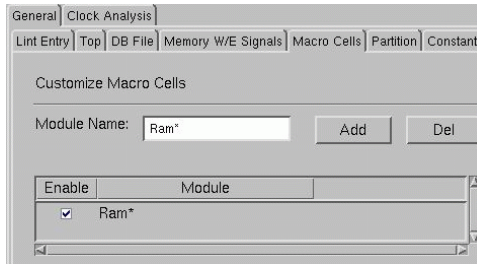 General Clock Analysis
Lint Entry Top DB File Memory W/E Signals Macro Cells Partition Constant
Customize Macro Cells
Module Name: Ram* Add Del
Enable Module
Ram*